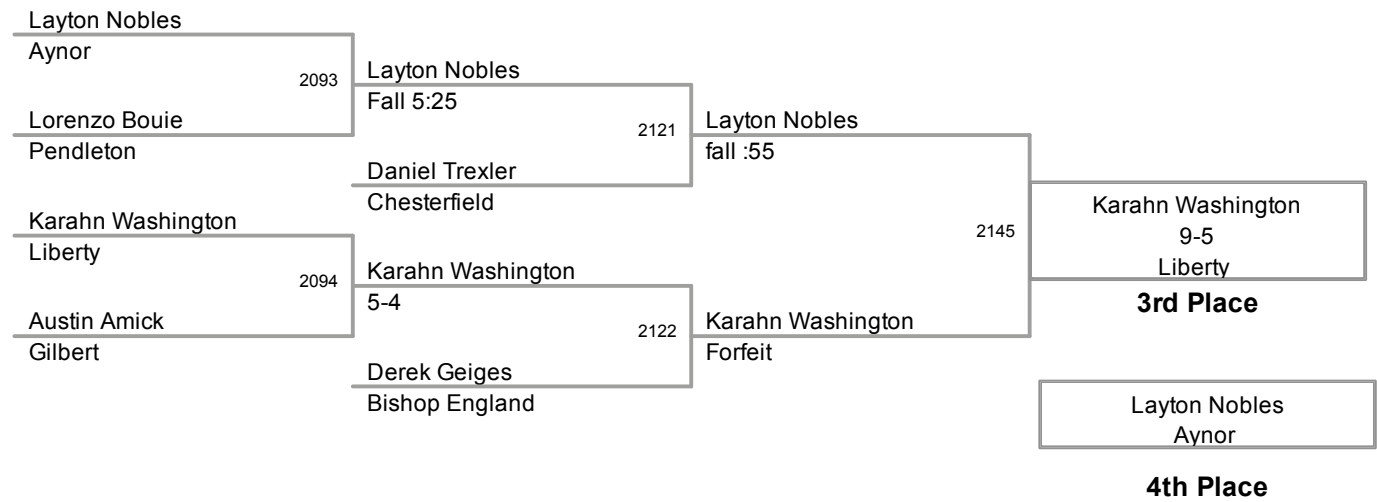 Layton Nobles
Aynor
2093
Lorenzo Bouie
Pendleton
Karahn Washington
Liberty
2094
Austin Amick
Gilbert
Layton Nobles
Fall 5:25
2121
Daniel Trexler
Chesterfield
Karahn Washington
5-4
2122
Derek Geiges
Bishop England
Layton Nobles
fall :55
2145
Karahn Washington
Forfeit
Karahn Washington
9-5
Liberty
3rd Place
Layton Nobles
Aynor
4th Place